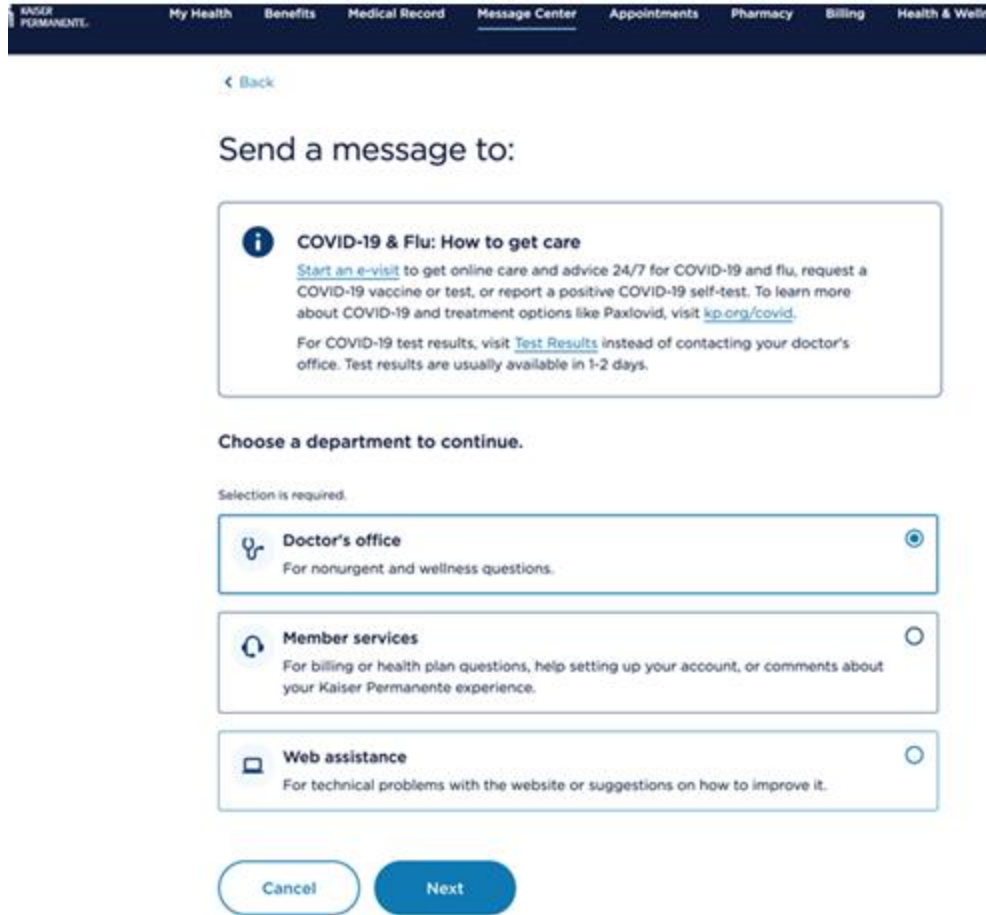 KAISER
PERMANENTE.
My Health Benefits Medical Record Message Center Appointments Pharmacy Billing Health & Welln
Back
Send a message to:
COVID-19 & Flu: How to get care
Start an e-visit to get online care and advice 24/7 for COVID-19 and flu, request a
COVID-19 vaccine or test, or report a positive COVID-19 self-test. To learn more
about COVID-19 and treatment options like Paxlovid, visit kp.org/covid.
For COVID-19 test results, visit Test Results instead of contacting your doctor's
office. Test results are usually available in 1-2 days.
Choose a department to continue.
Selection is required.
Doctor's office
For nonurgent and wellness questions.
Member services
For billing or health plan questions, help setting up your account, or comments about
your Kaiser Permanente experience.
Web assistance
For technical problems with the website or suggestions on how to improve it.
Cancel Next